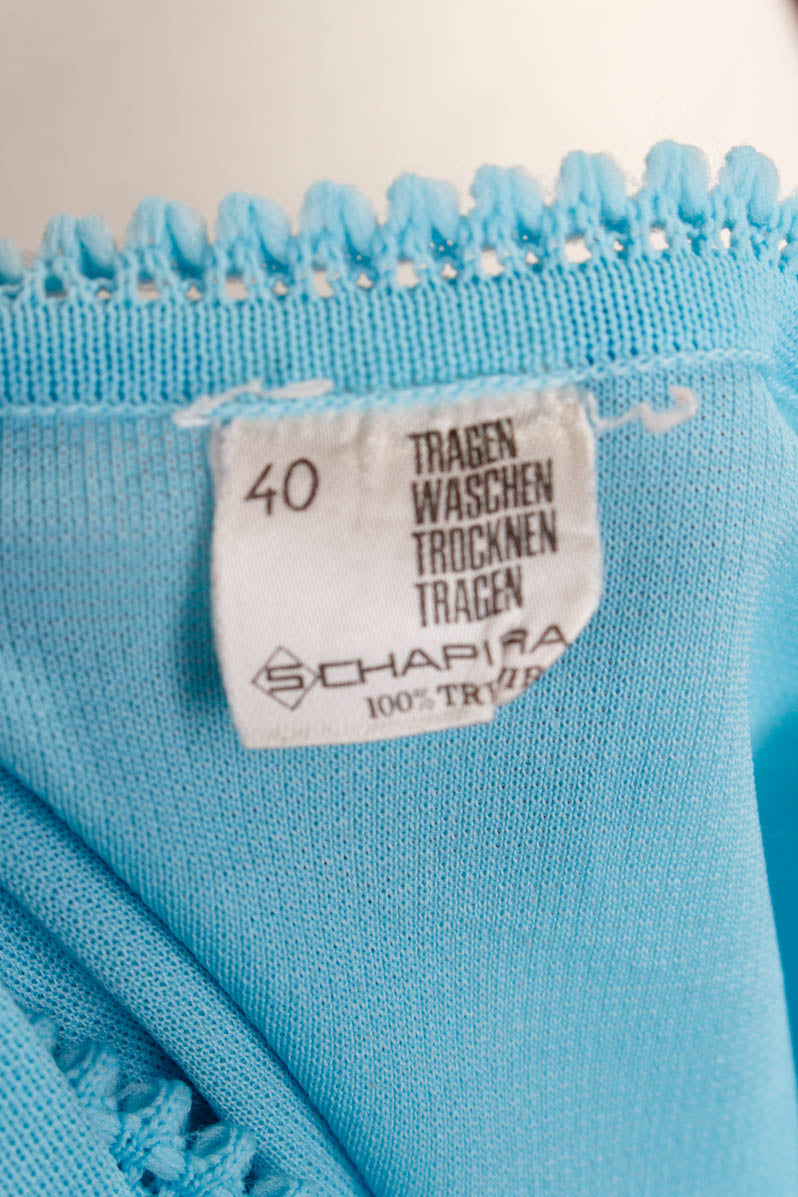 40
TRAGEN
WASCHEN
TROCKNEN
TRAGEN
SCHAPIRA
100%